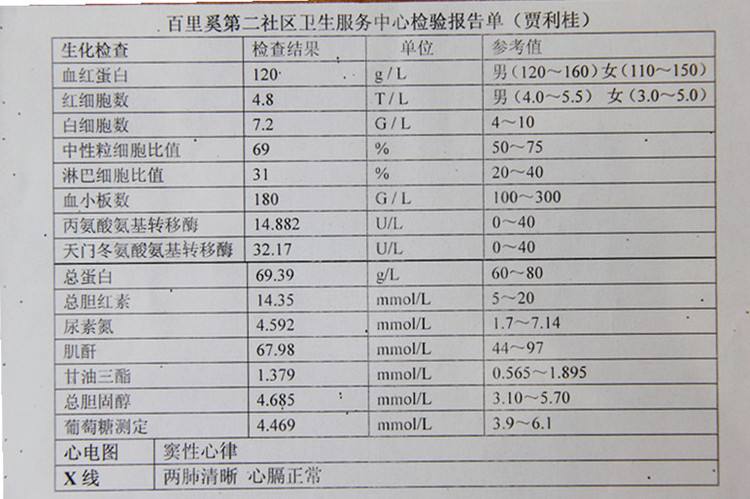 百里奚第二社区卫生服务中心检验报告单（贾利桂）
生化检查 检查结果 单位 参考值
血红蛋白 120 g / L 男（120～160）女（110～150）
红细胞数 4.8 T / L 男（4.0～5.5） 女（3.0～5.0）
白细胞数 7.2 G / L 4～10
中性粒细胞比值 69 % 50～75
淋巴细胞比值 31 % 20～40
血小板数 180 G / L 100～300
丙氨酸氨基转移酶 14.882 U/L 0～40
天门冬氨酸氨基转移酶 32.17 U/L 0～40
总蛋白 69.39 g/L 60～80
总胆红素 14.35 mmol/L 5～20
尿素氮 4.592 mmol/L 1.7～7.14
肌酐 67.98 mmol/L 44～97
甘油三酯 1.379 mmol/L 0.565～1.895
总胆固醇 4.685 mmol/L 3.10～5.70
葡萄糖测定 4.469 mmol/L 3.9～6.1
心电图 窦性心律
X 线 两肺清晰 心膈正常